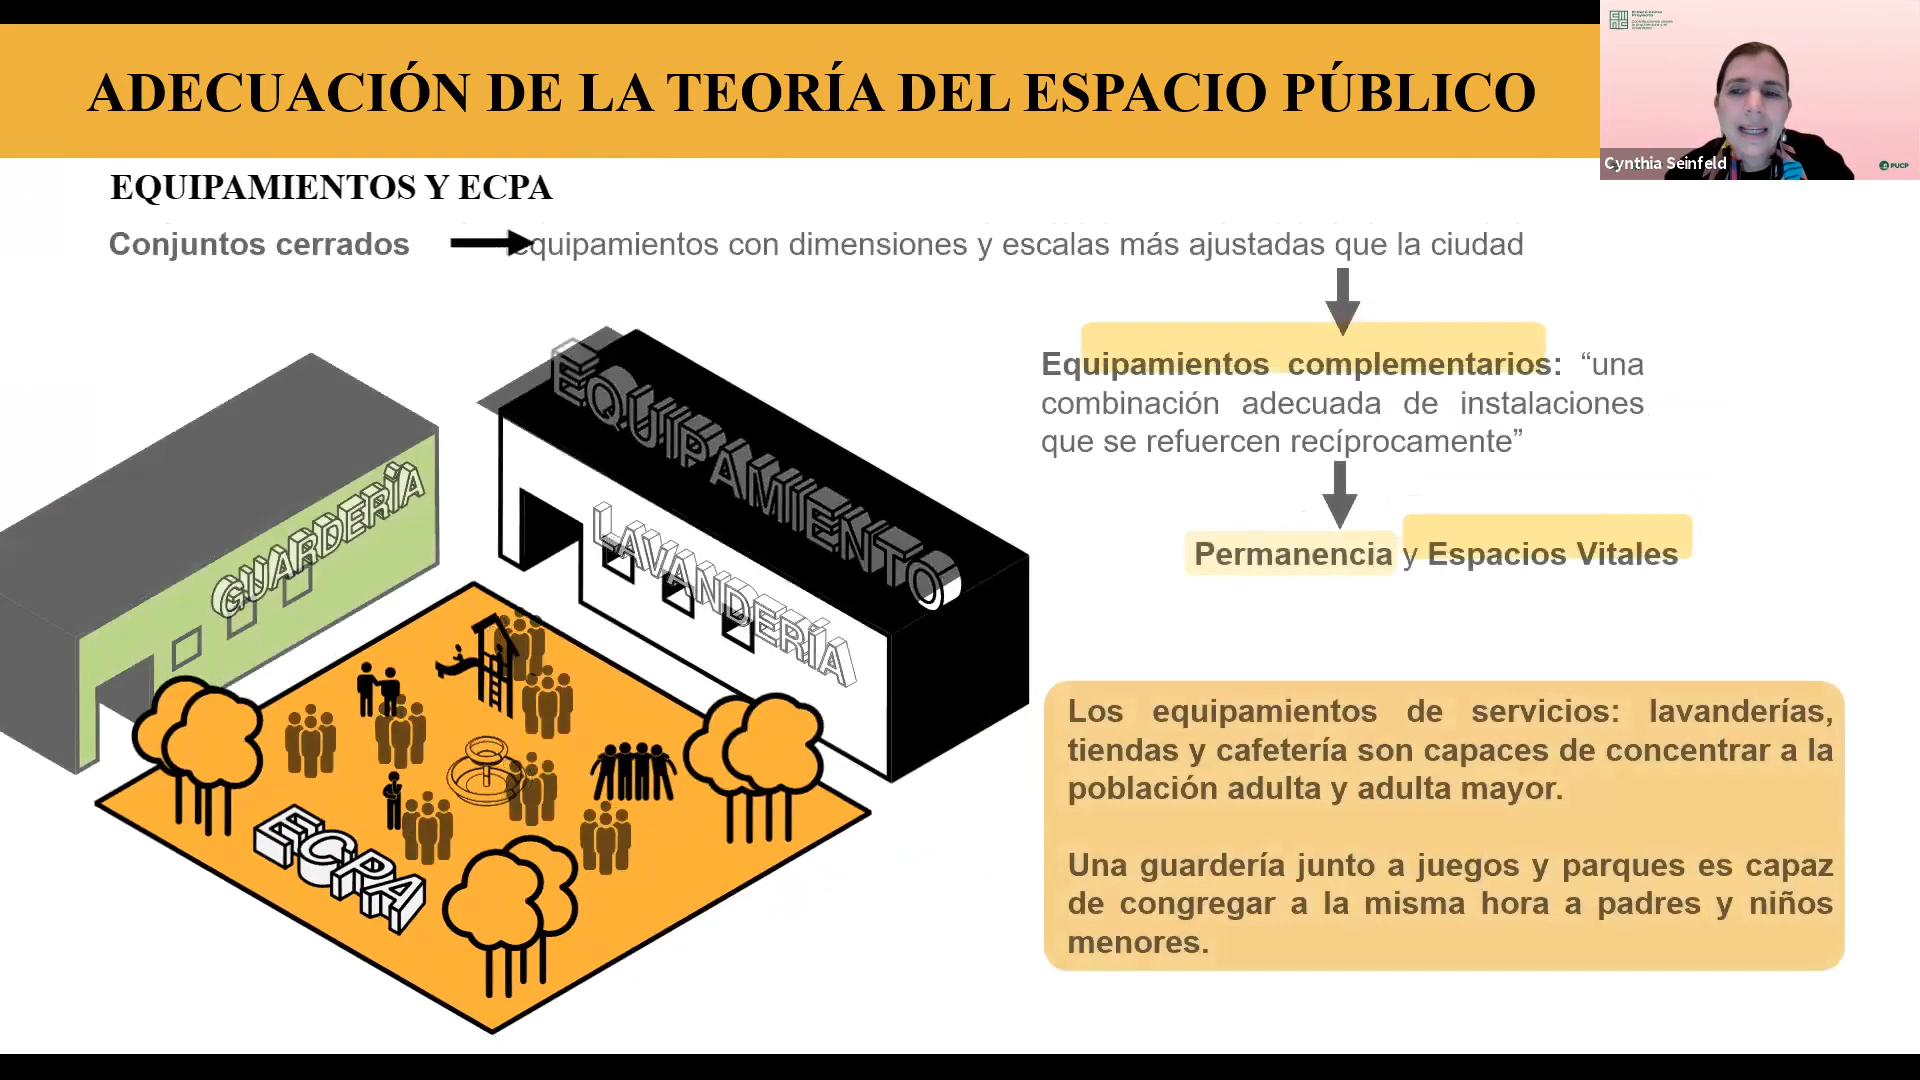 ADECUACIÓN DE LA TEORÍA DEL ESPACIO PÚBLICO
Cynthia Seinfeld
PUCP
EQUIPAMIENTOS Y ECPA
Conjuntos cerrados
equipamientos con dimensiones y escalas más ajustadas que la ciudad
Equipamientos complementarios: “una
combinación adecuada de instalaciones
que se refuercen recíprocamente”
Permanencia y Espacios Vitales
EQUIPAMIENTO
GUARDERÍA
LAVANDERÍA
ECPA
Los equipamientos de servicios: lavanderías,
tiendas y cafetería son capaces de concentrar a la
población adulta y adulta mayor.
Una guardería junto a juegos y parques es capaz
de congregar a la misma hora a padres y niños
menores.